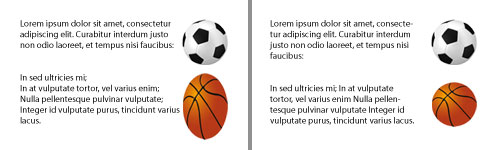 Lorem ipsum dolor sit amet, consectetur
adipiscing elit. Curabitur interdum justo
non odio laoreet, et tempus nisi faucibus:
In sed ultricies mi;
In at vulputate tortor, vel varius enim;
Nulla pellentesque pulvinar vulputate;
Integer id vulputate purus, tincidunt varius
lacus.
Lorem ipsum dolor sit amet, consecte-
tur adipiscing elit. Curabitur interdum
justo non odio laoreet, et tempus nisi
faucibus:
In sed ultricies mi; In at vulputate
tortor, vel varius enim Nulla pellen-
tesque pulvinar vulputate Integer id
vulputate purus, tincidunt varius lacus.